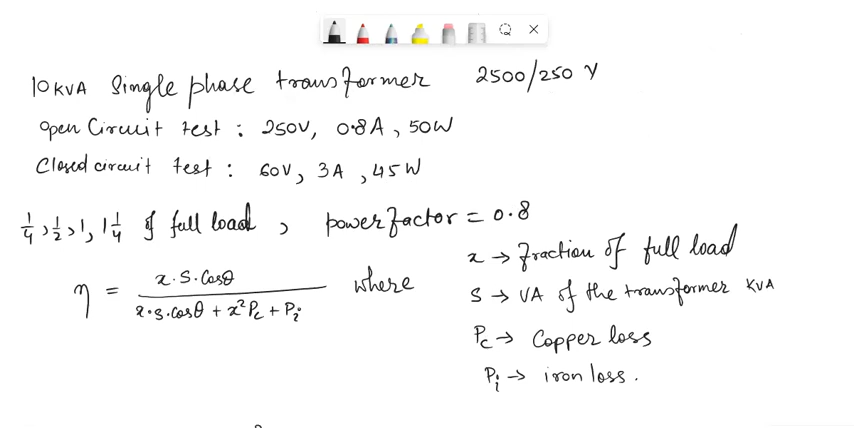 10KVA Single phase transformer 2500/250 V
Open Circuit test : 250V, 0.8A, 50W
Closed circuit test : 60V, 3A, 45W
1/4, 1/2, 1, 1 1/4 of full load, power factor = 0.8
η = x·S·Cosθ / x·S·Cosθ + x²Pc + Pi where
x → fraction of full load
S → VA of the transformer KVA
Pc → Copper loss
Pi → iron loss.